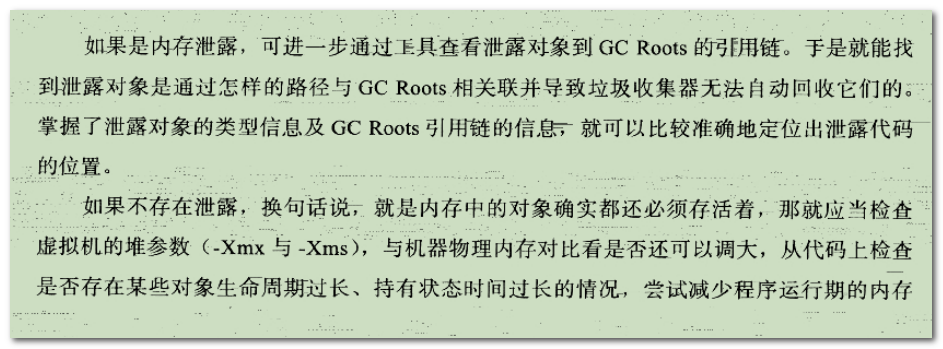 如果是内存泄露，可进一步通过工具查看泄露对象到 GC Roots 的引用链。于是就能找
到泄露对象是通过怎样的路径与 GC Roots 相关联并导致垃圾收集器无法自动回收它们的。
掌握了泄露对象的类型信息及 GC Roots 引用链的信息，就可以比较准确地定位出泄露代码
的位置。
如果不存在泄露，换句话说，就是内存中的对象确实都还必须存活着，那就应当检查
虚拟机的堆参数（-Xmx 与 -Xms），与机器物理内存对比看是否还可以调大，从代码上检查
是否存在某些对象生命周期过长、持有状态时间过长的情况，尝试减少程序运行期的内存